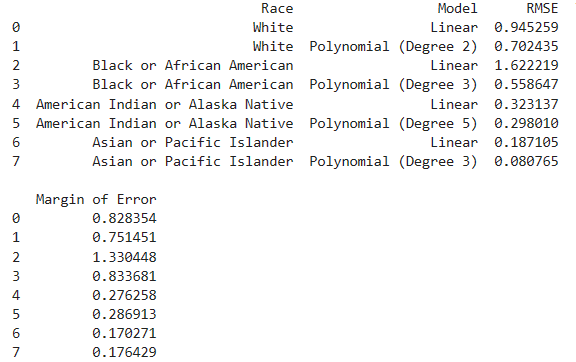 Race Model RMSE
0 White Linear 0.945259
1 White Polynomial (Degree 2) 0.702435
2 Black or African American Linear 1.622219
3 Black or African American Polynomial (Degree 3) 0.558647
4 American Indian or Alaska Native Linear 0.323137
5 American Indian or Alaska Native Polynomial (Degree 5) 0.298010
6 Asian or Pacific Islander Linear 0.187105
7 Asian or Pacific Islander Polynomial (Degree 3) 0.080765
Margin of Error
0 0.828354
1 0.751451
2 1.330448
3 0.833681
4 0.276258
5 0.286913
6 0.170271
7 0.176429